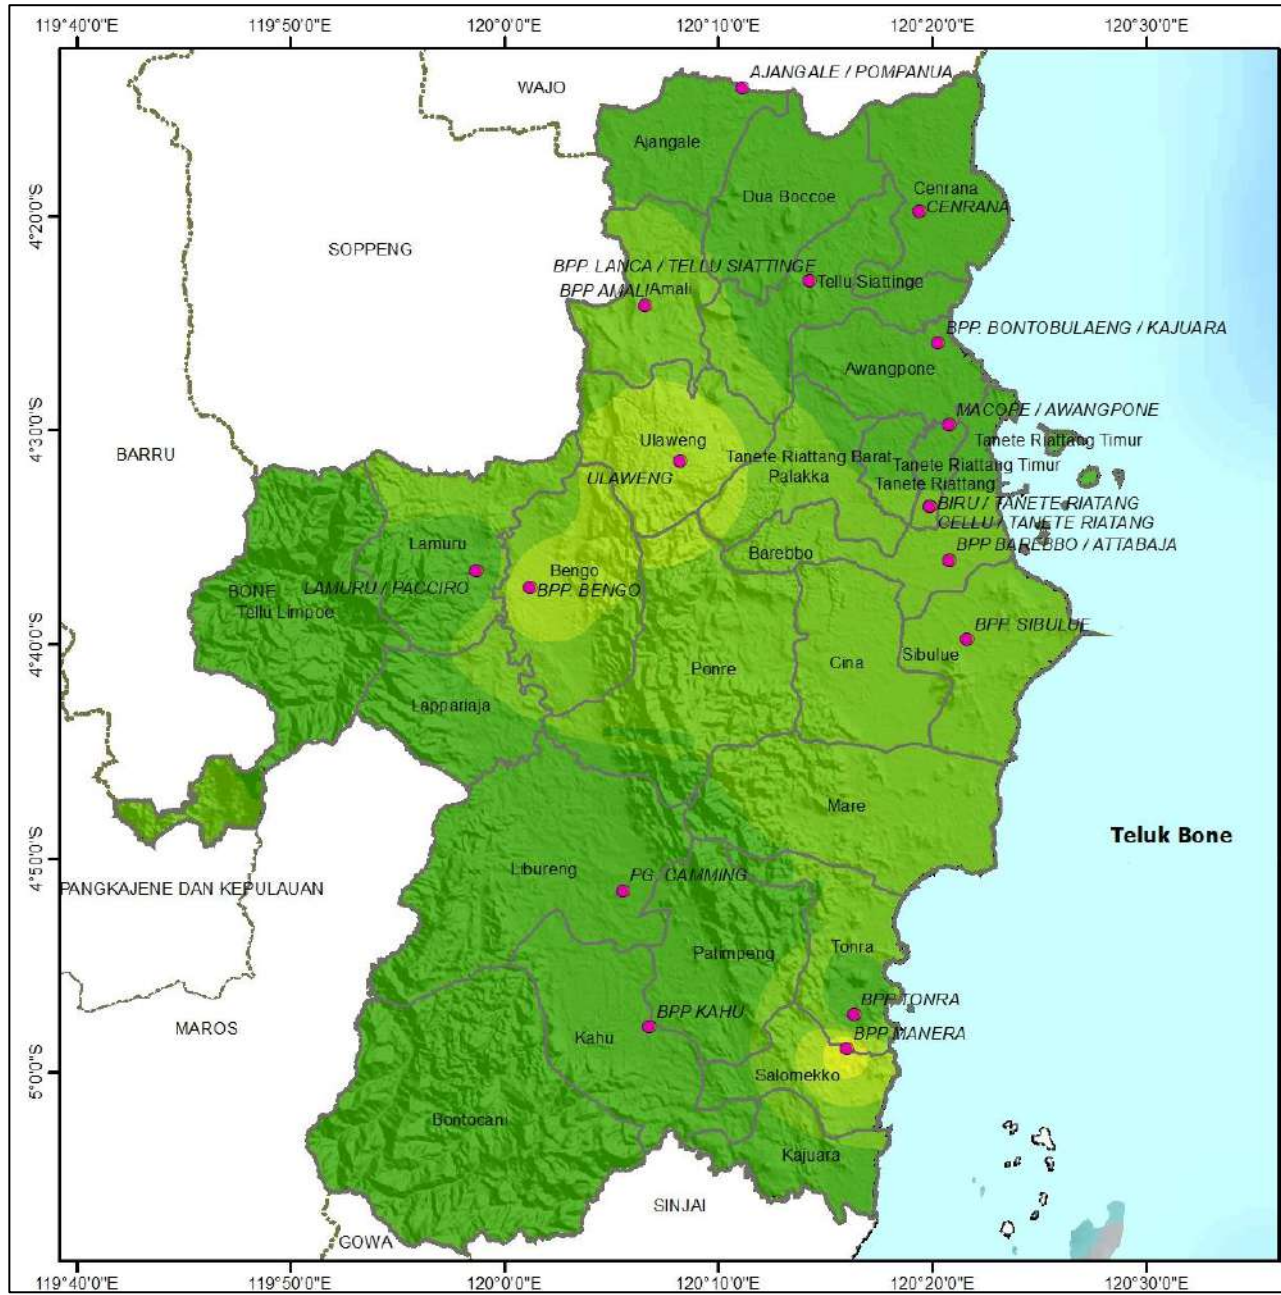 119°40'0"E
119°50'0"E
120°0'0"E
120°10'0"E
120°20'0"E
120°30'0"E
AJANGALE / POMPANUA
WAJO
Ajangale
Cenrana
Dua Boccoe
CENRANA
4°20'0"S
SOPPENG
BPP. LANCA / TELLU SIATTINGE
Tellu Siattinge
BPP AMALI
Amali
BPP. BONTOBULAENG / KAJUARA
Awangpone
MACOPE / AWANGPONE
4°30'0"S
Ulaweng
Tanete Riattang Timur
BARRU
Tanete Riattang Barat
Tanete Riattang Timur
ULAWENG
Palakka
Tanete Riattang
BIRU / TANETE RIATANG
CELLU / TANETE RIATANG
Lamuru
BPP BAREBBO / ATTABAJA
Barebbo
Bengo
BONE
LAMURU / PACCIRO
BPP. BENGO
Tellu Limpoe
BPP. SIBULUE
4°40'0"S
Sibulue
Ponre
Cina
Lappariaja
Mare
Teluk Bone
4°50'0"S
Libureng
PG. CAMMING
PANGKAJENE DAN KEPULAUAN
Tonra
Patimpeng
BPP TONRA
BPP KAHU
MAROS
BPP MANERA
Kahu
5°0'0"S
Salomekko
Bontocani
Kajuara
SINJAI
GOWA
119°40'0"E
119°50'0"E
120°0'0"E
120°10'0"E
120°20'0"E
120°30'0"E